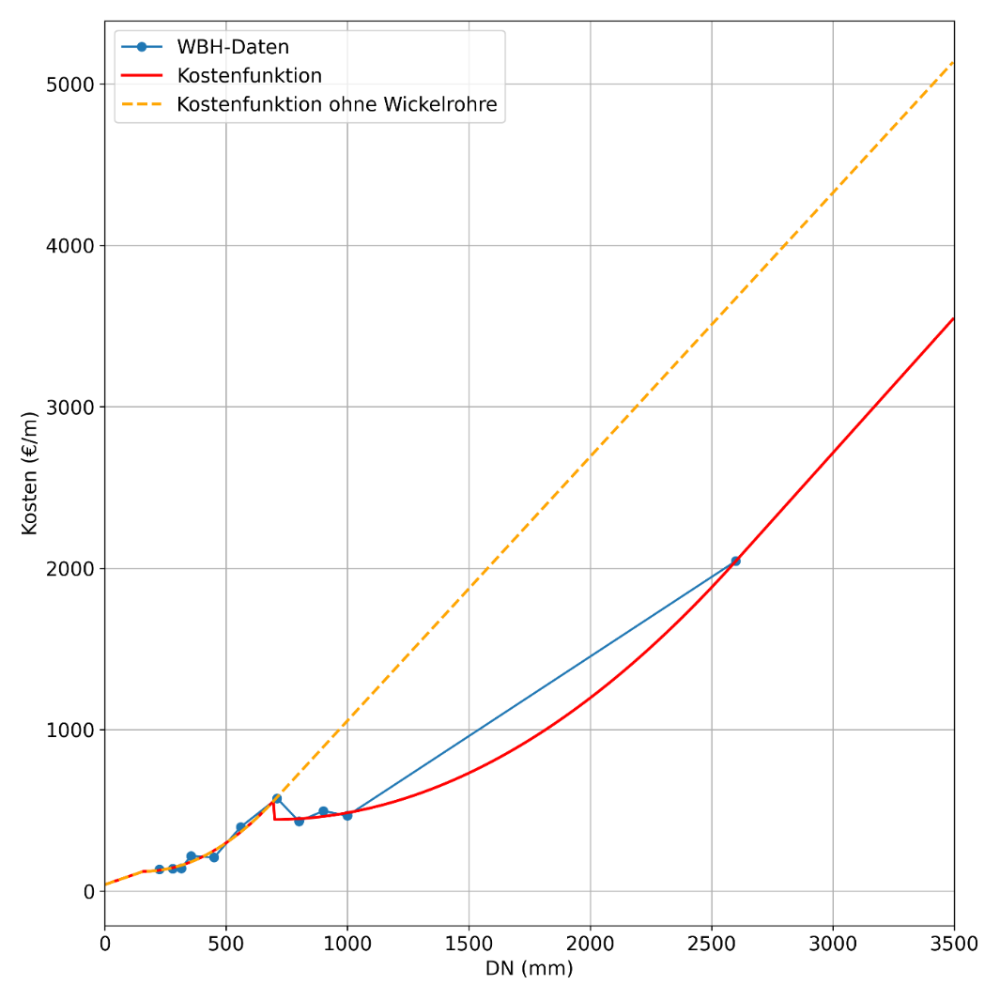 WBH-Daten
Kostenfunktion
Kostenfunktion ohne Wickelrohre
5000
4000
3000
2000
1000
0
Kosten (€/m)
0 500 1000 1500 2000 2500 3000 3500
DN (mm)